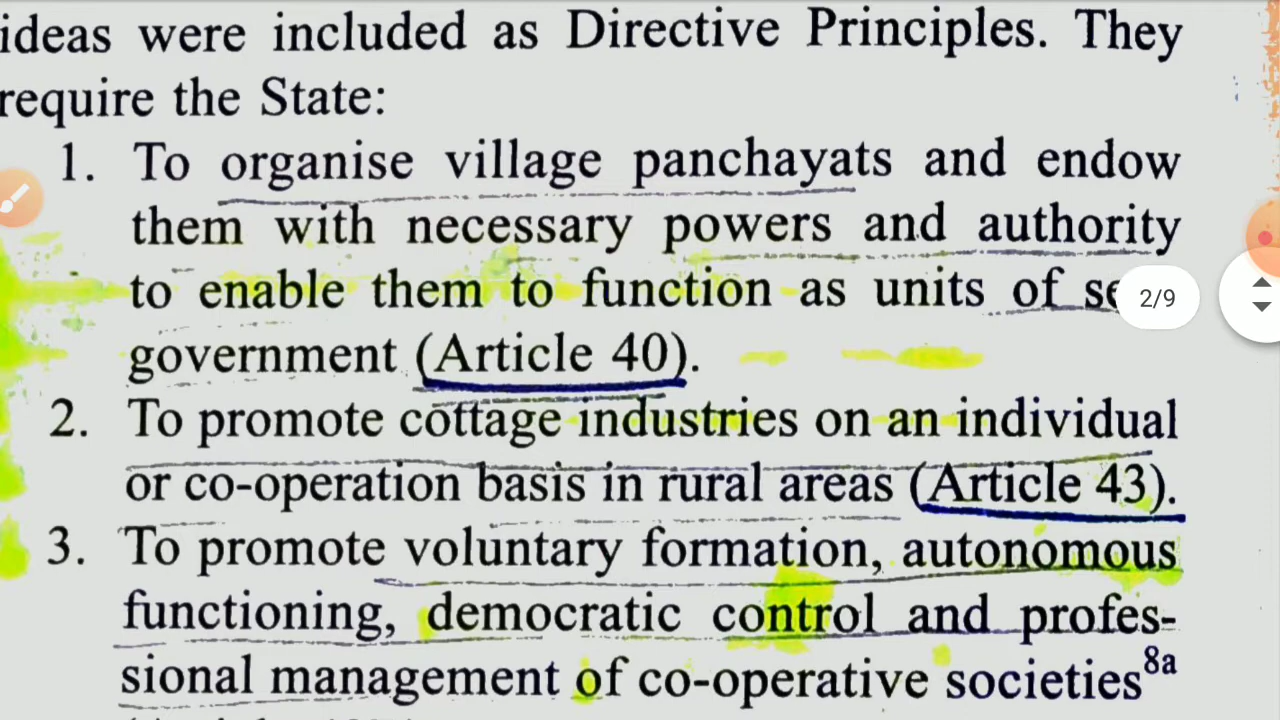 ideas were included as Directive Principles. They
require the State:
1. To organise village panchayats and endow
them with necessary powers and authority
to enable them to function as units of
2/9
government (Article 40).
2. To promote cottage industries on an individual
or co-operation basis in rural areas (Article 43).
3. To promote voluntary formation, autonomous
functioning, democratic control and profes-
sional management of co-operative societies8a